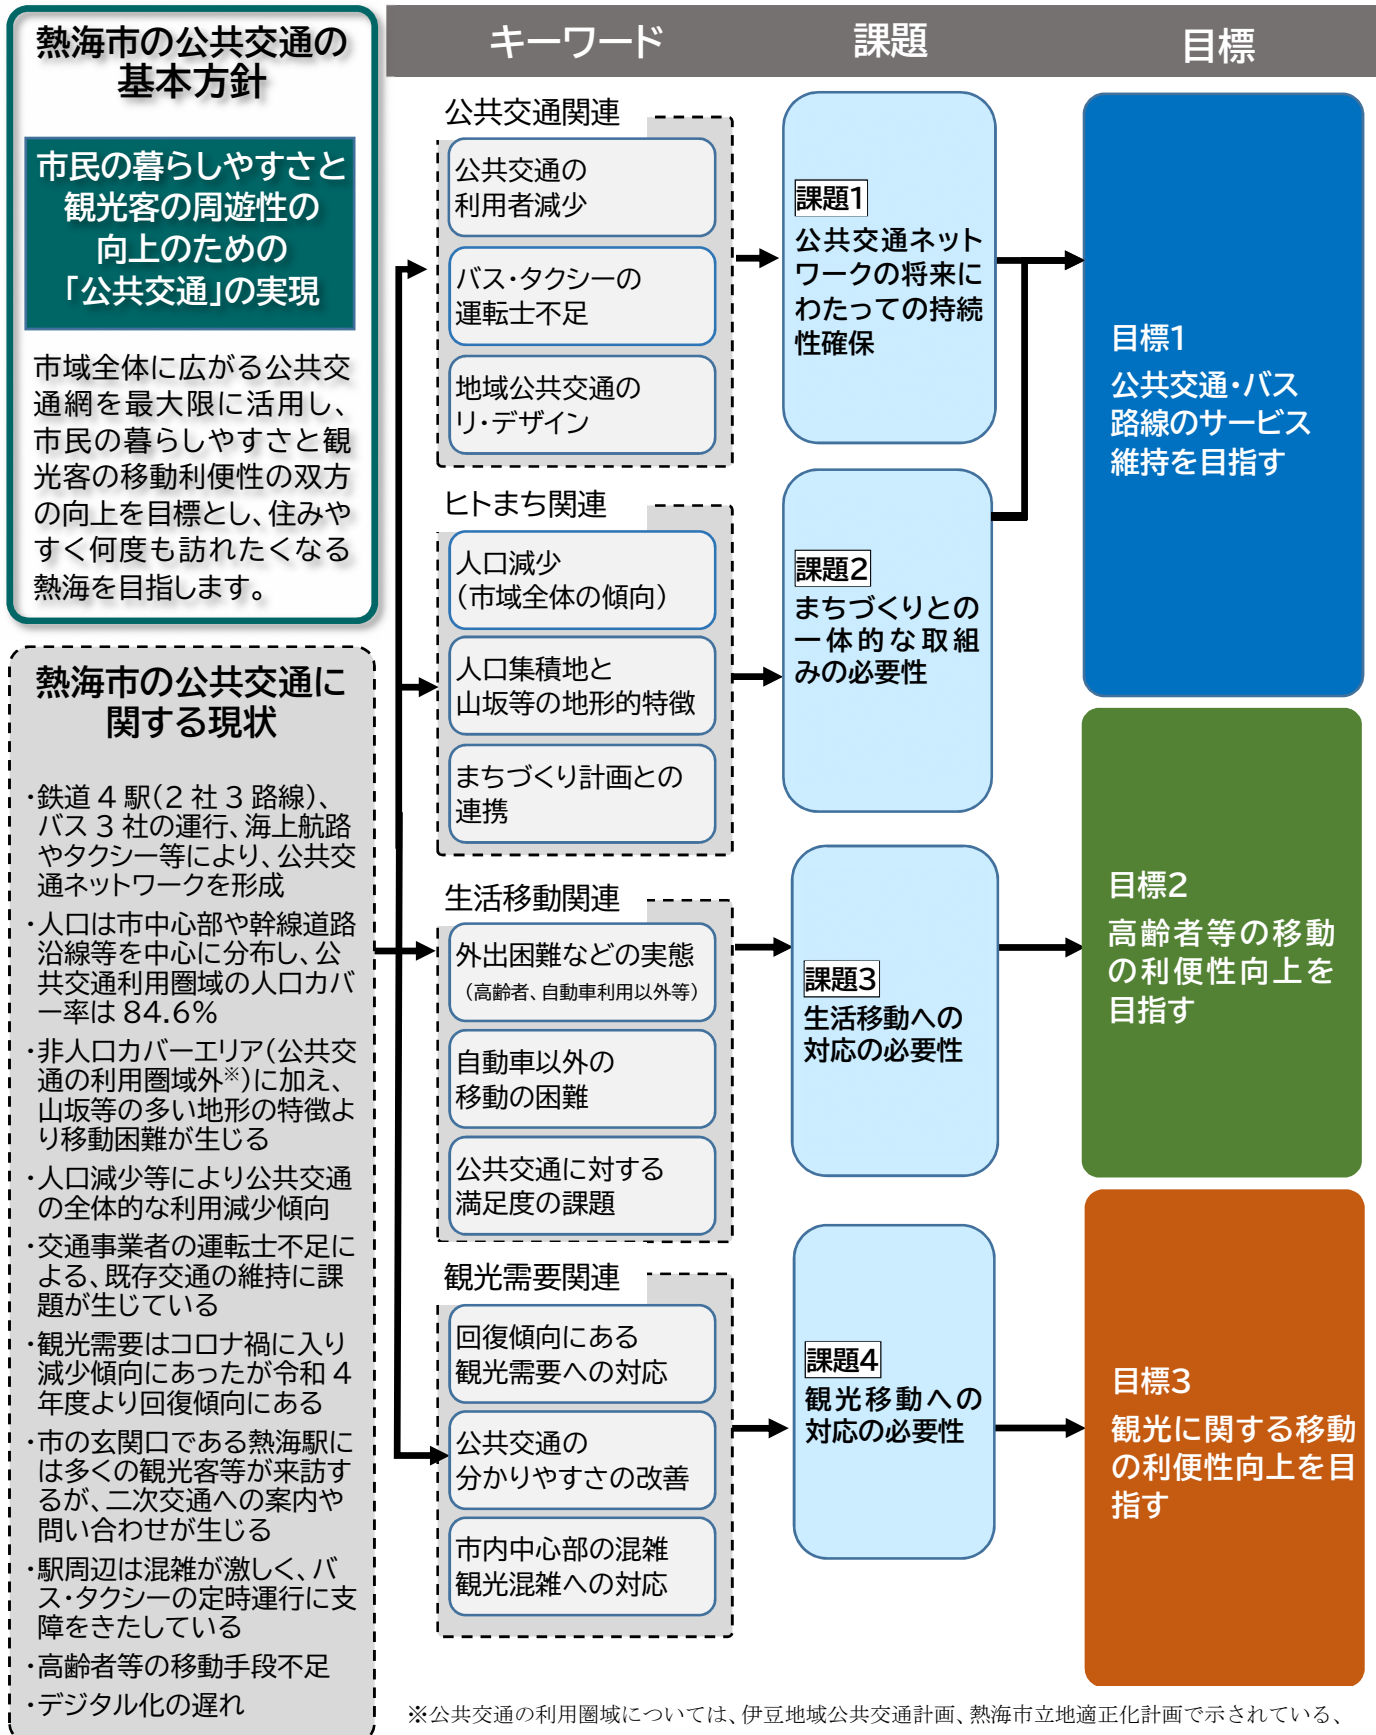 熱海市の公共交通の
基本方針
市民の暮らしやすさと
観光客の周遊性の
向上のための
「公共交通」の実現
市域全体に広がる公共交
通網を最大限に活用し、
市民の暮らしやすさと観
光客の移動利便性の双方
の向上を目標とし、住みや
すく何度も訪れたくなる
熱海を目指します。
熱海市の公共交通に
関する現状
・鉄道4駅(2社3路線)、
バス3社の運行、海上航路
やタクシー等により、公共交
通ネットワークを形成
・人口は市中心部や幹線道路
沿線等を中心に分布し、公
共交通利用圏域の人口カバ
ー率は84.6%
・非人口カバーエリア(公共交
通の利用圏域外※)に加え、
山坂等の多い地形の特徴よ
り移動困難が生じる
・人口減少等により公共交通
の全体的な利用減少傾向
・交通事業者の運転士不足に
よる、既存交通の維持に課
題が生じている
・観光需要はコロナ禍に入り
減少傾向にあったが令和4
年度より回復傾向にある
・市の玄関口である熱海駅に
は多くの観光客等が来訪す
るが、二次交通への案内や
問い合わせが生じる
・駅周辺は混雑が激しく、バ
ス・タクシーの定時運行に支
障をきたしている
・高齢者等の移動手段不足
・デジタル化の遅れ
キーワード
課題
目標
公共交通関連
公共交通の
利用者減少
バス・タクシーの
運転士不足
地域公共交通の
リ・デザイン
ヒトまち関連
人口減少
(市域全体の傾向)
人口集積地と
山坂等の地形的特徴
まちづくり計画との
連携
生活移動関連
外出困難などの実態
(高齢者、自動車利用以外等)
自動車以外の
移動の困難
公共交通に対する
満足度の課題
観光需要関連
回復傾向にある
観光需要への対応
公共交通の
分かりやすさの改善
市内中心部の混雑
観光混雑への対応
課題1
公共交通ネット
ワークの将来に
わたっての持続
性確保
課題2
まちづくりとの
一体的な取組
みの必要性
課題3
生活移動への
対応の必要性
課題4
観光移動への
対応の必要性
目標1
公共交通・バス
路線のサービス
維持を目指す
目標2
高齢者等の移動
の利便性向上を
目指す
目標3
観光に関する移動
の利便性向上を目
指す
※公共交通の利用圏域については、伊豆地域公共交通計画、熱海市立地適正化計画で示されている、